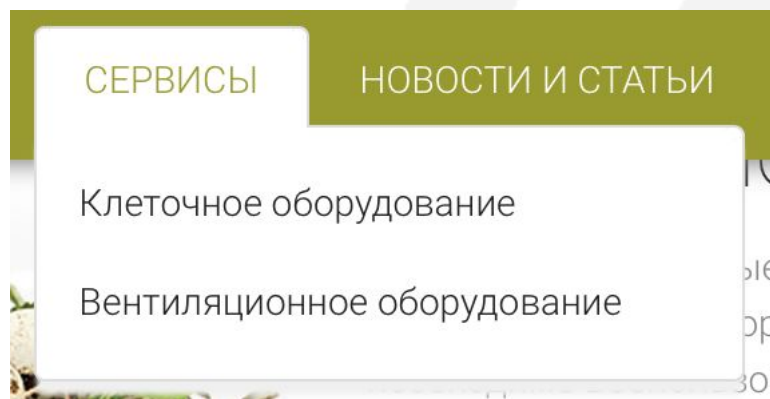 СЕРВИСЫ
НОВОСТИ И СТАТЬИ
Клеточное оборудование
Вентиляционное оборудование